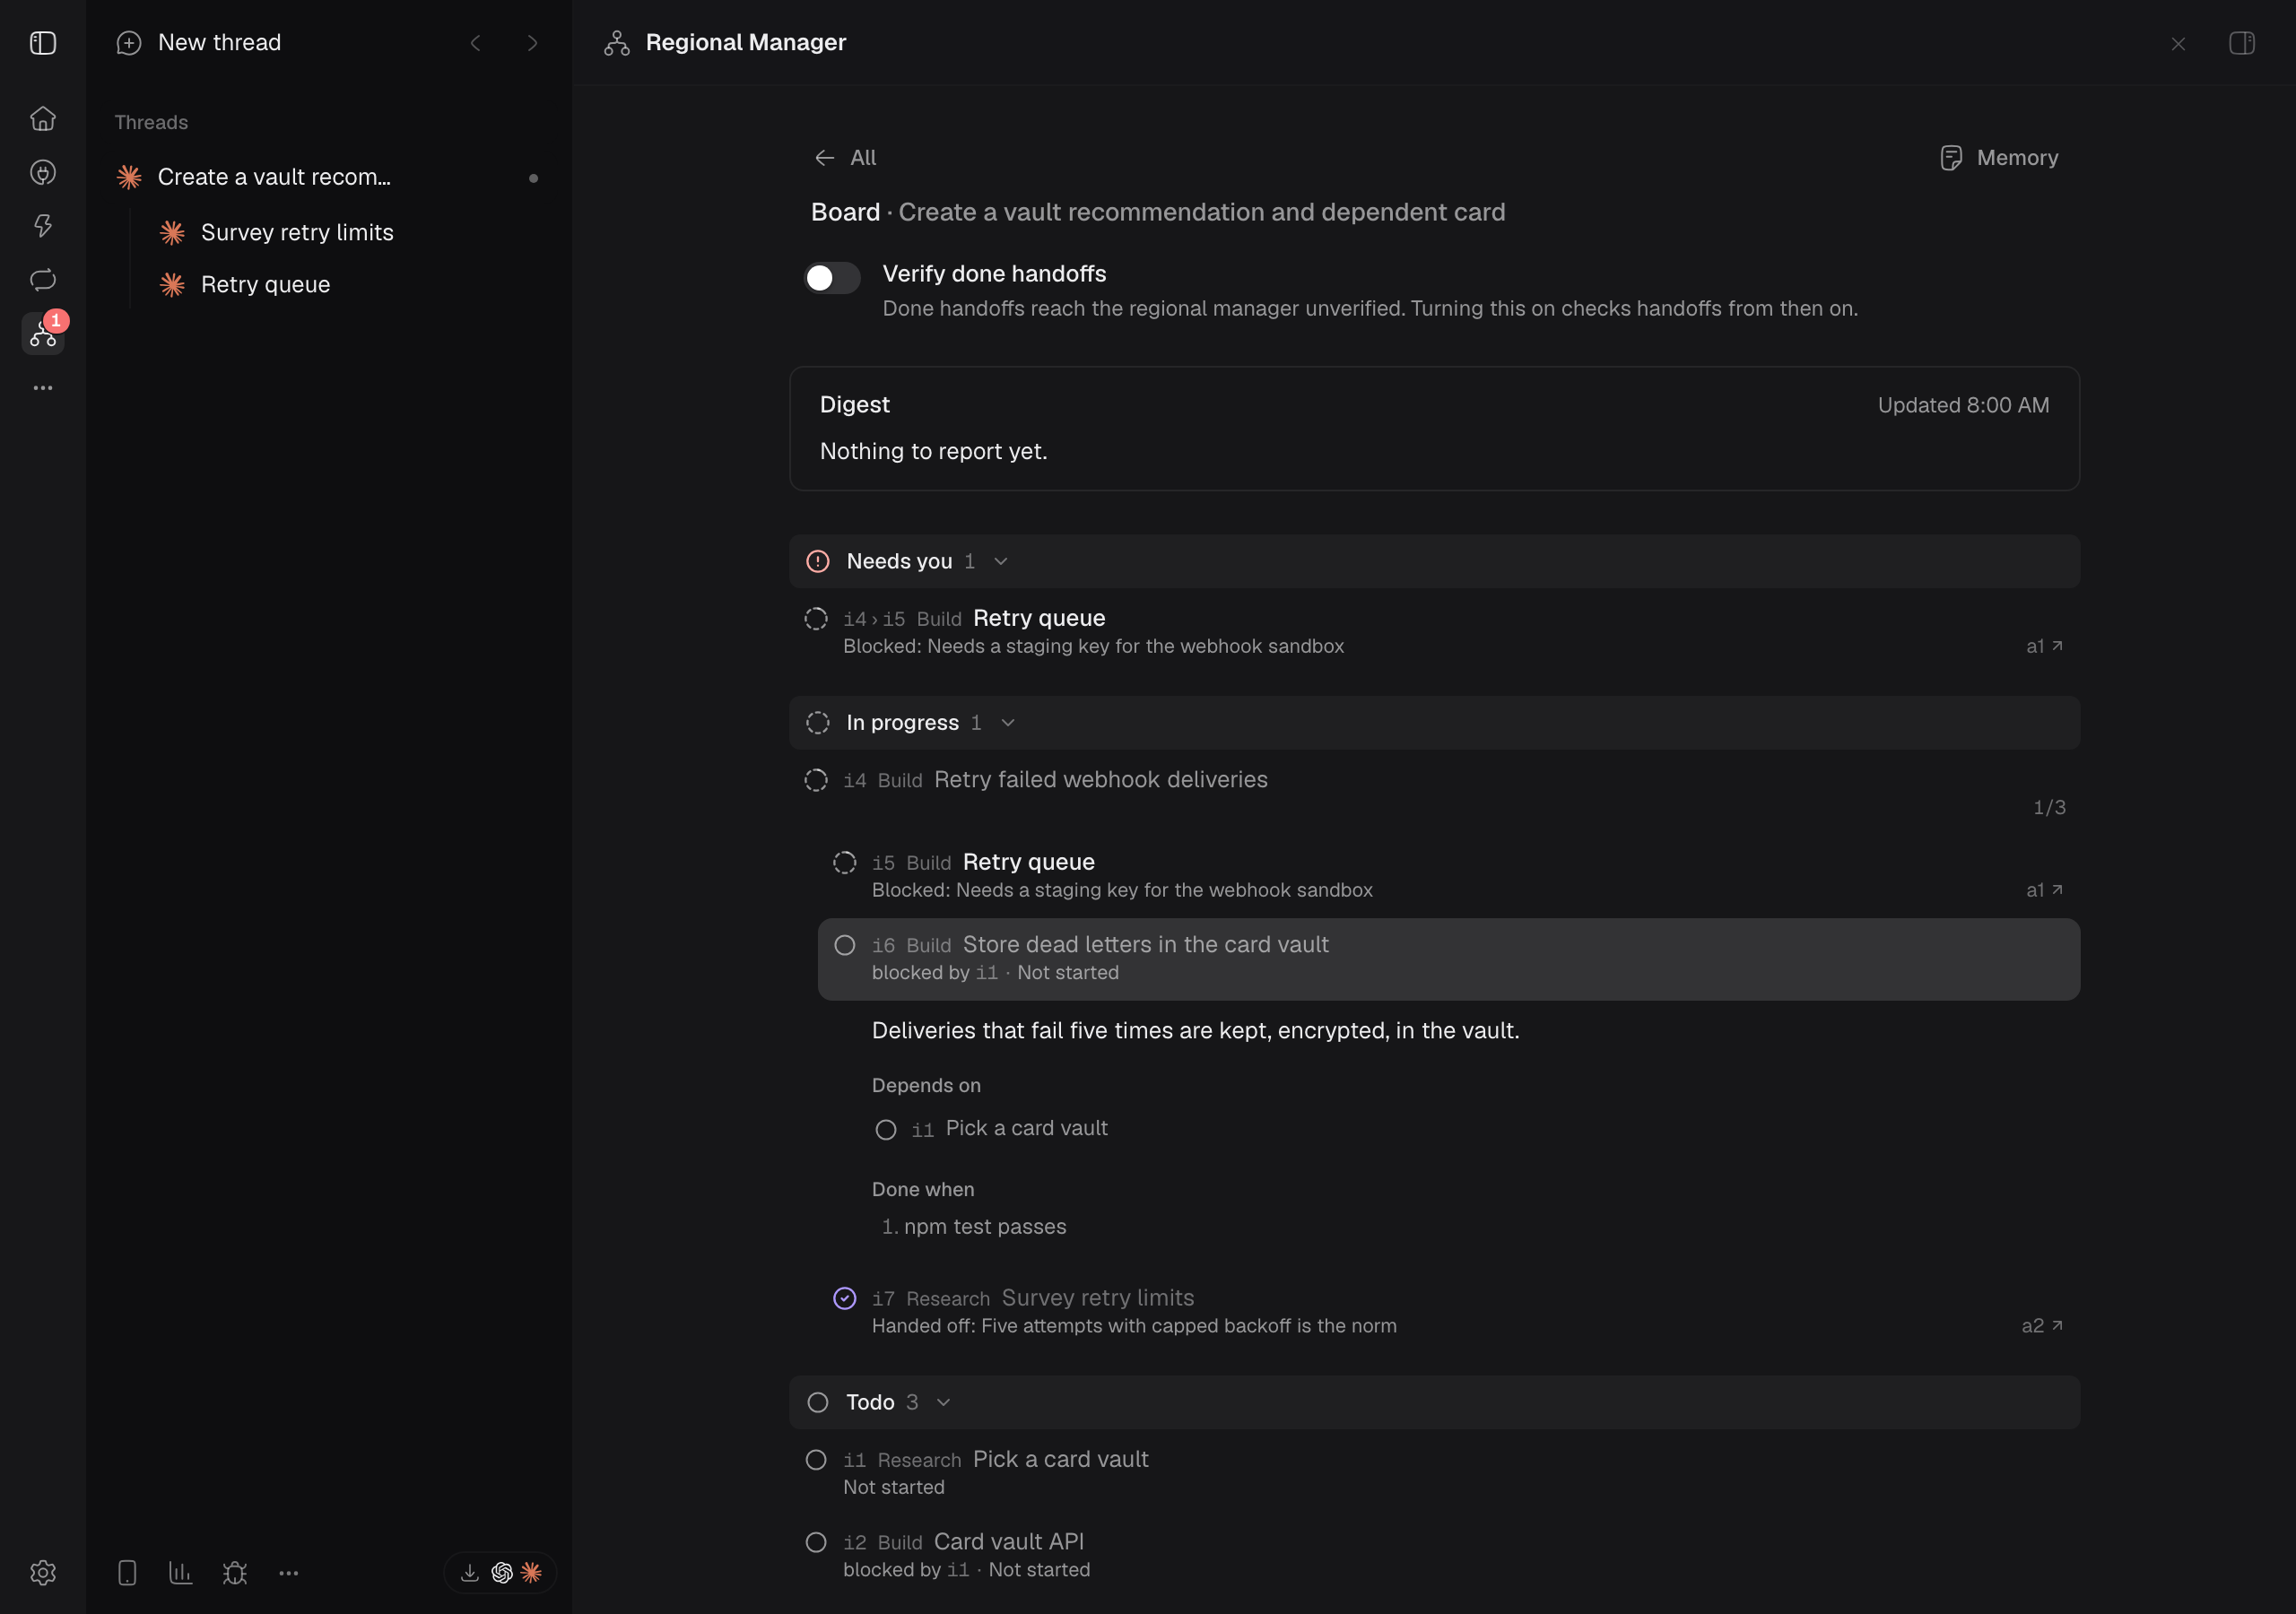 New thread
Regional Manager
Threads
Create a vault recom...
Survey retry limits
Retry queue
1
All
Memory
Board · Create a vault recommendation and dependent card
Verify done handoffs
Done handoffs reach the regional manager unverified. Turning this on checks handoffs from then on.
Digest
Updated 8:00 AM
Nothing to report yet.
Needs you 1
i4 › i5 Build Retry queue
Blocked: Needs a staging key for the webhook sandbox
a1
In progress 1
i4 Build Retry failed webhook deliveries
1/3
i5 Build Retry queue
Blocked: Needs a staging key for the webhook sandbox
a1
i6 Build Store dead letters in the card vault
blocked by i1 · Not started
Deliveries that fail five times are kept, encrypted, in the vault.
Depends on
i1 Pick a card vault
Done when
1. npm test passes
i7 Research Survey retry limits
Handed off: Five attempts with capped backoff is the norm
a2
Todo 3
i1 Research Pick a card vault
Not started
i2 Build Card vault API
blocked by i1 · Not started